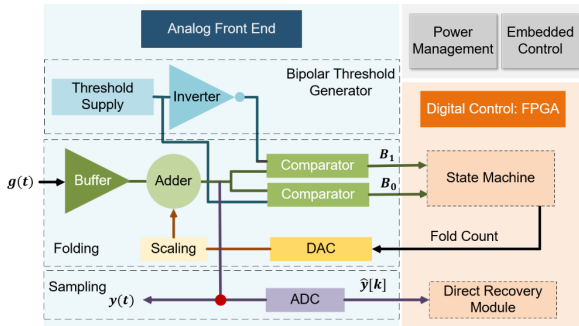 Analog Front End
Power
Management
Embedded
Control
Threshold
Supply
Inverter
Bipolar Threshold
Generator
Digital Control: FPGA
g(t)
Buffer
Adder
Comparator
B₁
Comparator
B₀
State Machine
Folding
Scaling
DAC
Fold Count
Sampling
y(t)
ADC
ŷ[k]
Direct Recovery
Module